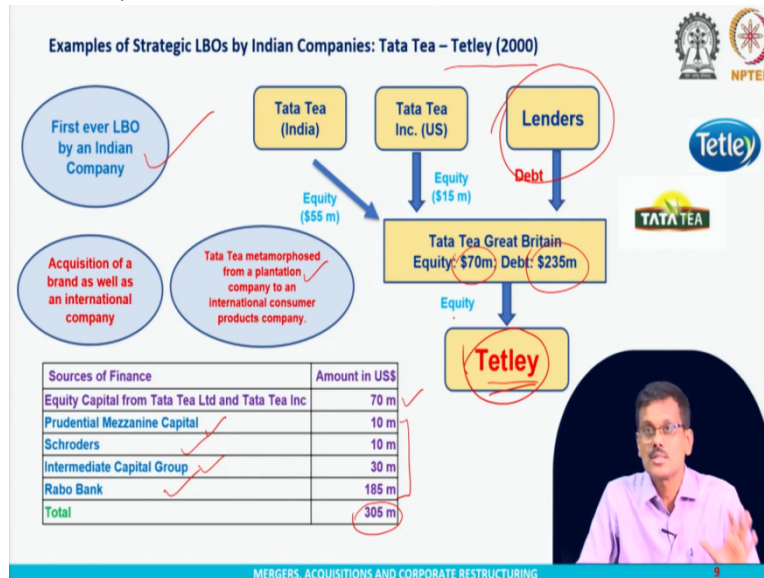 Examples of Strategic LBOs by Indian Companies: Tata Tea – Tetley (2000)
NPTEL
First ever LBO
by an Indian
Company
Tata Tea
(India)
Tata Tea
Inc. (US)
Lenders
Tetley
Equity
($55 m)
Equity
($15 m)
Debt
TATA TEA
Acquisition of a
brand as well as
an international
company
Tata Tea metamorphosed
from a plantation
company to an
international consumer
products company.
Tata Tea Great Britain
Equity: $70m; Debt: $235m
Equity
Tetley
Sources of Finance Amount in US$
Equity Capital from Tata Tea Ltd and Tata Tea Inc 70 m
Prudential Mezzanine Capital 10 m
Schroders 10 m
Intermediate Capital Group 30 m
Rabo Bank 185 m
Total 305 m
MERGERS, ACQUISITIONS AND CORPORATE RESTRUCTURING 9